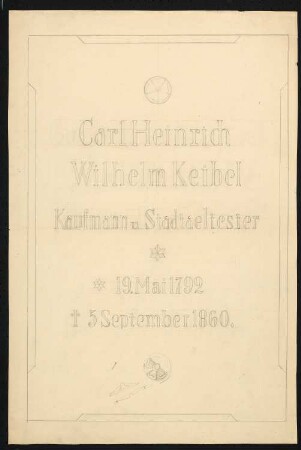 Carl Heinrich
Wilhelm Keibel
Kaufmann u. Stadtaeltester
* 19. Mai 1792
† 5 September 1860.